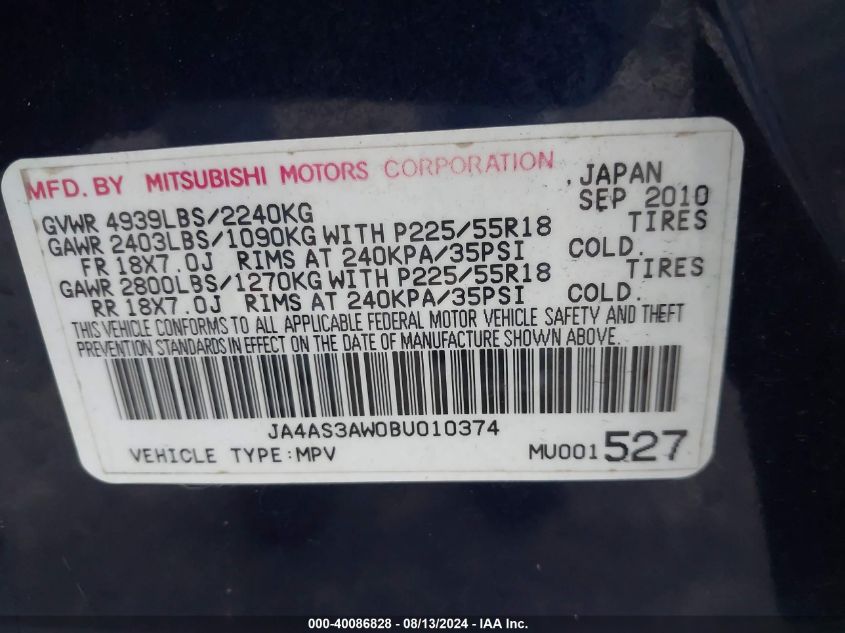 MFD. BY MITSUBISHI MOTORS CORPORATION , JAPAN
GVWR 4939LBS/2240KG SEP 2010
GAWR 2403LBS/1090KG WITH P225/55R18 TIRES
FR 18X7.0J RIMS AT 240KPA/35PSI COLD.
GAWR 2800LBS/1270KG WITH P225/55R18 TIRES
RR 18X7.0J RIMS AT 240KPA/35PSI COLD.
THIS VEHICLE CONFORMS TO ALL APPLICABLE FEDERAL MOTOR VEHICLE SAFETY AND THEFT
PREVENTION STANDARDS IN EFFECT ON THE DATE OF MANUFACTURE SHOWN ABOVE.
JA4AS3AW0BU010374
VEHICLE TYPE:MPV MU001527
000-40086828 - 08/13/2024 - IAA Inc.